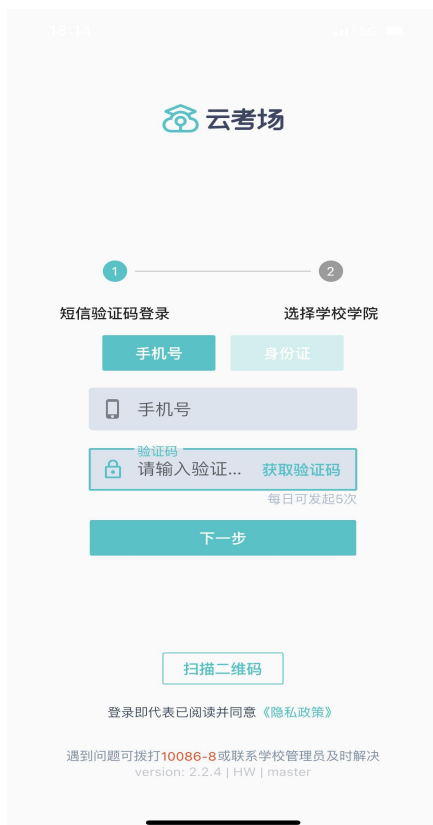 云考场
1
2
短信验证码登录
选择学校学院
手机号
身份证
手机号
验证码
请输入验证...
获取验证码
每日可发起5次
下一步
扫描二维码
登录即代表已阅读并同意《隐私政策》
遇到问题可拨打10086-8或联系学校管理员及时解决
version: 2.2.4 | HW | master